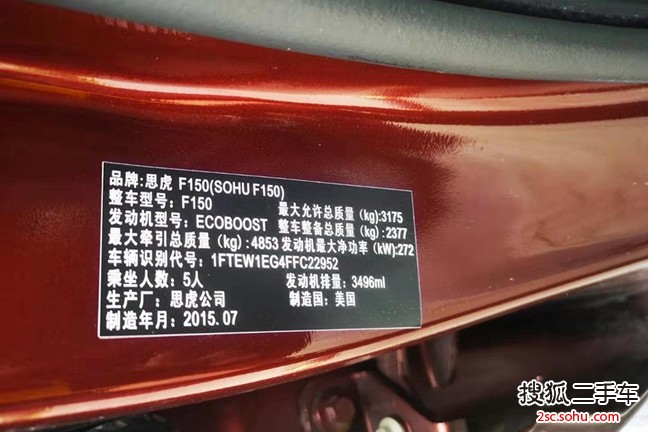 品牌:思虎 F150(SOHU F150)
整车型号:F150 最大允许总质量(kg):3175
发动机型号:ECOBOOST 整车整备总质量(kg):2377
最大牵引总质量(kg):4853 发动机最大净功率(kW):272
车辆识别代号:1FTEW1EG4FFC22952
乘坐人数:5人 发动机排量:3496ml
生产厂:思虎公司 制造国:美国
制造年月:2015.07
搜狐二手车
2sc.sohu.com